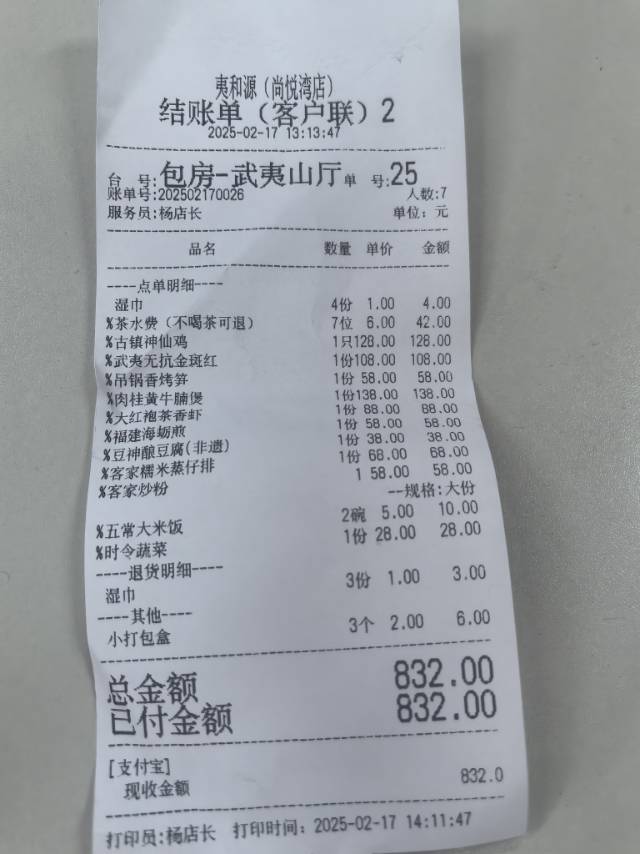 夷和源（尚悦湾店）
结账单（客户联）2
2025-02-17 13:13:47
台 号:包房-武夷山厅单 号:25
账单号:202502170026 人数:7
服务员:杨店长 单位：元
品名 数量 单价 金额
----点单明细----
湿巾 4份 1.00 4.00
%茶水费（不喝茶可退） 7位 6.00 42.00
%古镇神仙鸡 1只128.00 128.00
%武夷无抗金斑红 1份108.00 108.00
%吊锅香烤笋 1份 58.00 58.00
%肉桂黄牛腩煲 1份138.00 138.00
%大红袍茶香虾 1份 88.00 88.00
%福建海蛎煎 1份 58.00 58.00
%豆神酿豆腐(非遗) 1份 38.00 38.00
%客家糯米蒸仔排 1份 68.00 68.00
%客家炒粉 1 58.00 58.00
--规格:大份
%五常大米饭 2碗 5.00 10.00
%时令蔬菜 1份 28.00 28.00
----退货明细----
湿巾 3份 1.00 3.00
----其他----
小打包盒 3个 2.00 6.00
总金额 832.00
已付金额 832.00
[支付宝]
现收金额 832.0
打印员:杨店长 打印时间：2025-02-17 14:11:47